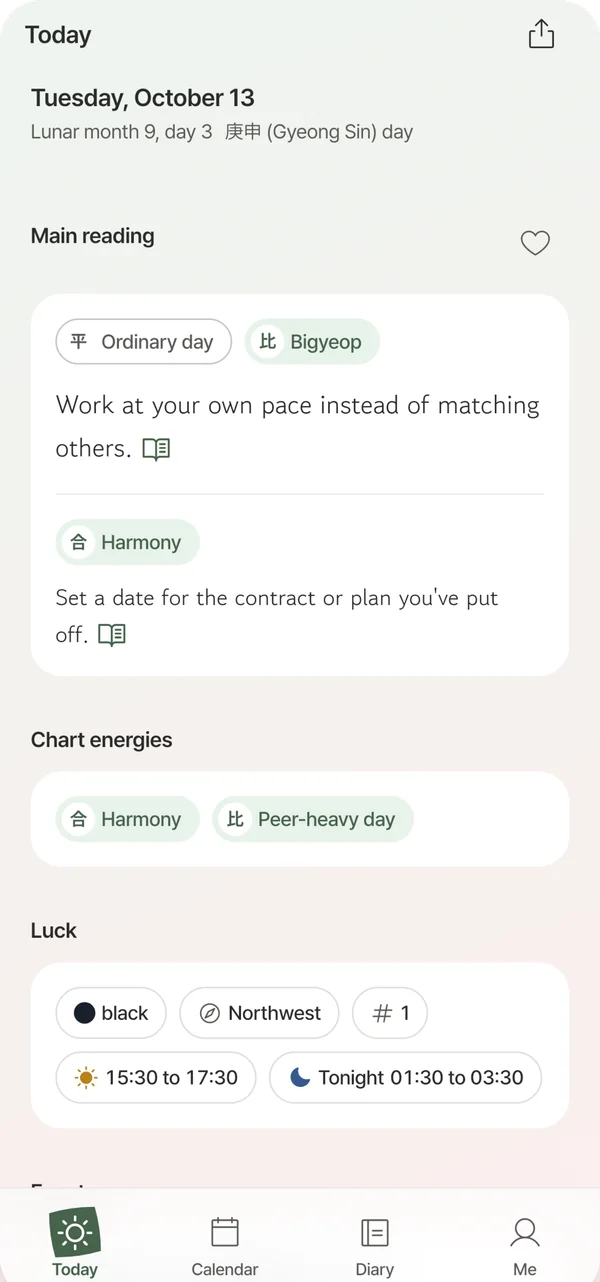 Today
Tuesday, October 13
Lunar month 9, day 3 庚申 (Gyeong Sin) day
Main reading
平 Ordinary day
比 Bigyeop
Work at your own pace instead of matching
others.
合 Harmony
Set a date for the contract or plan you've put
off.
Chart energies
合 Harmony
比 Peer-heavy day
Luck
black
Northwest
# 1
15:30 to 17:30
Tonight 01:30 to 03:30
Today
Calendar
Diary
Me